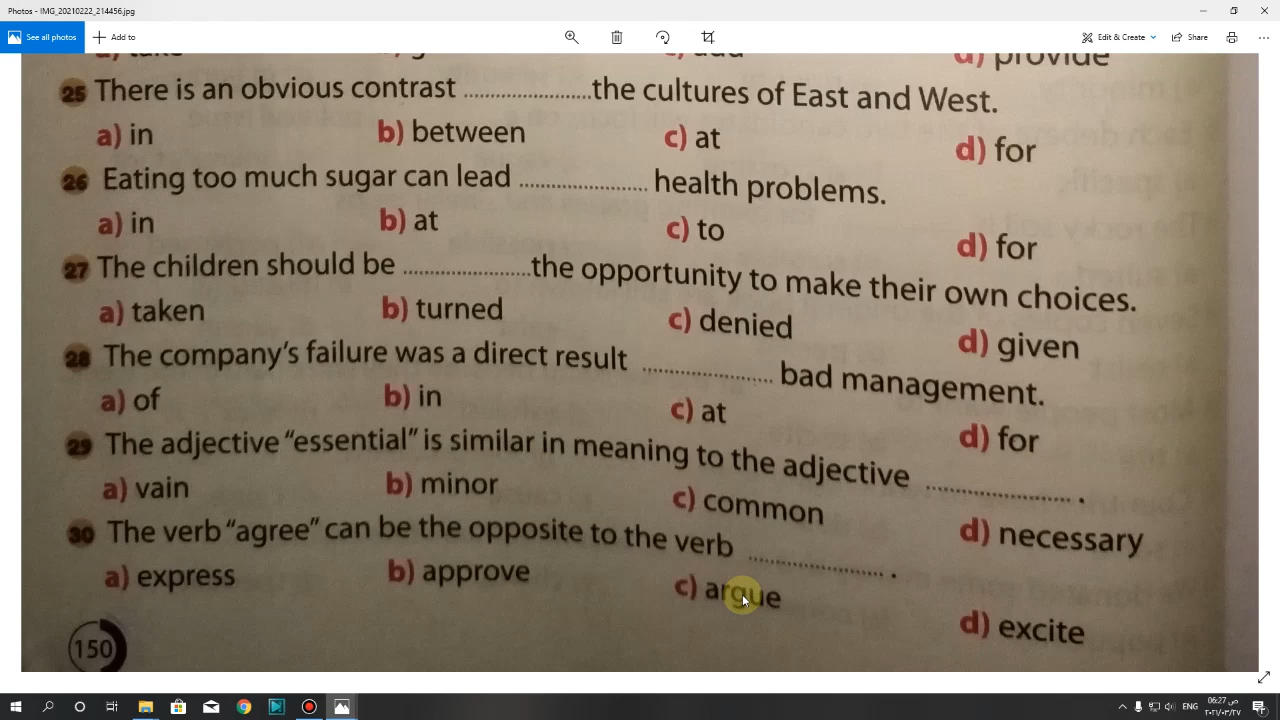 Photos - IMG_20210222_214456.jpg
See all photos + Add to Edit & Create Share
a) take c) add d) provide
25 There is an obvious contrast ..................... the cultures of East and West.
a) in b) between c) at d) for
26 Eating too much sugar can lead ..................... health problems.
a) in b) at c) to d) for
27 The children should be ..................... the opportunity to make their own choices.
a) taken b) turned c) denied d) given
28 The company's failure was a direct result ..................... bad management.
a) of b) in c) at d) for
29 The adjective “essential” is similar in meaning to the adjective ..................... .
a) vain b) minor c) common d) necessary
30 The verb “agree” can be the opposite to the verb ..................... .
a) express b) approve c) argue d) excite
150
ENG 06:27 ص